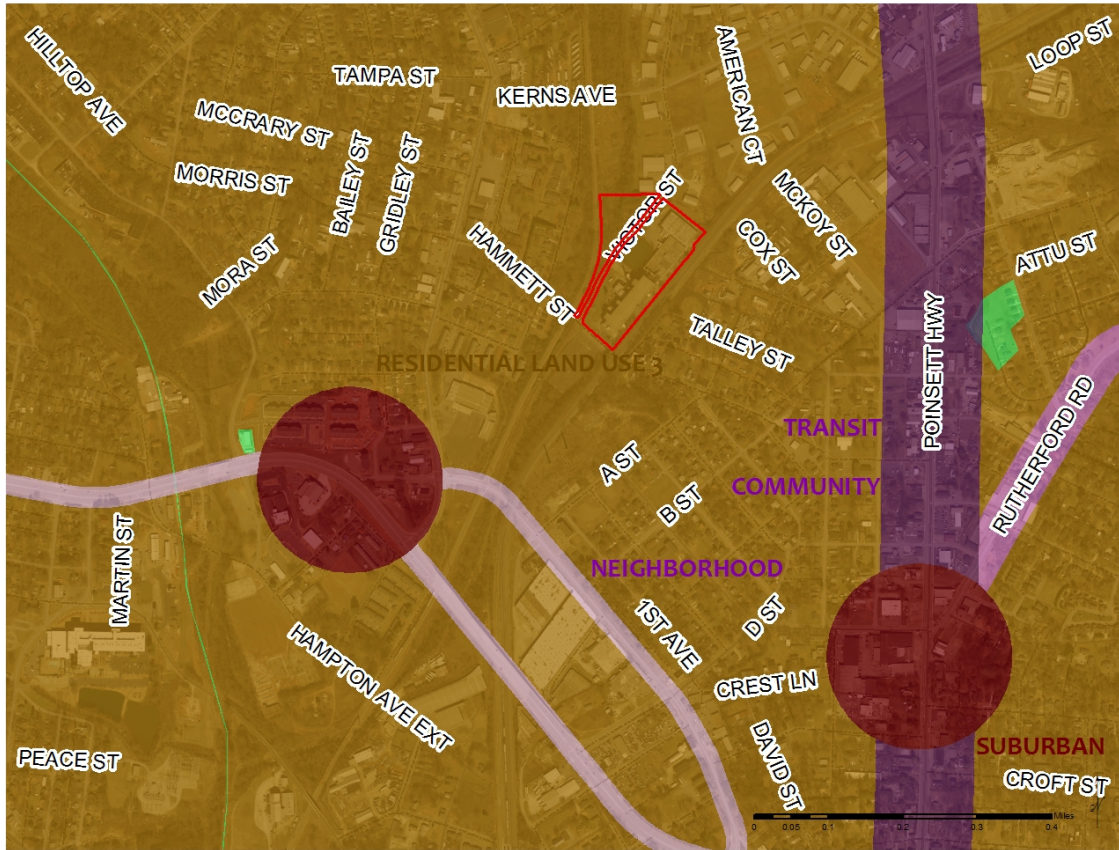 HILLTOP AVE
TAMPA ST
KERNS AVE
AMERICAN CT
LOOP ST
MCCRARY ST
MORRIS ST
BAILEY ST
GRIDLEY ST
VICTOR ST
MCKOY ST
MORA ST
HAMMETT ST
COX ST
ATTU ST
TALLEY ST
POINSETT HWY
RESIDENTIAL LAND USE 3
RUTHERFORD RD
TRANSIT
A ST
COMMUNITY
B ST
MARTIN ST
NEIGHBORHOOD
1ST AVE
D ST
HAMPTON AVE EXT
CREST LN
DAVID ST
SUBURBAN
PEACE ST
CROFT ST
Miles
0 0.05 0.1 0.2 0.3 0.4